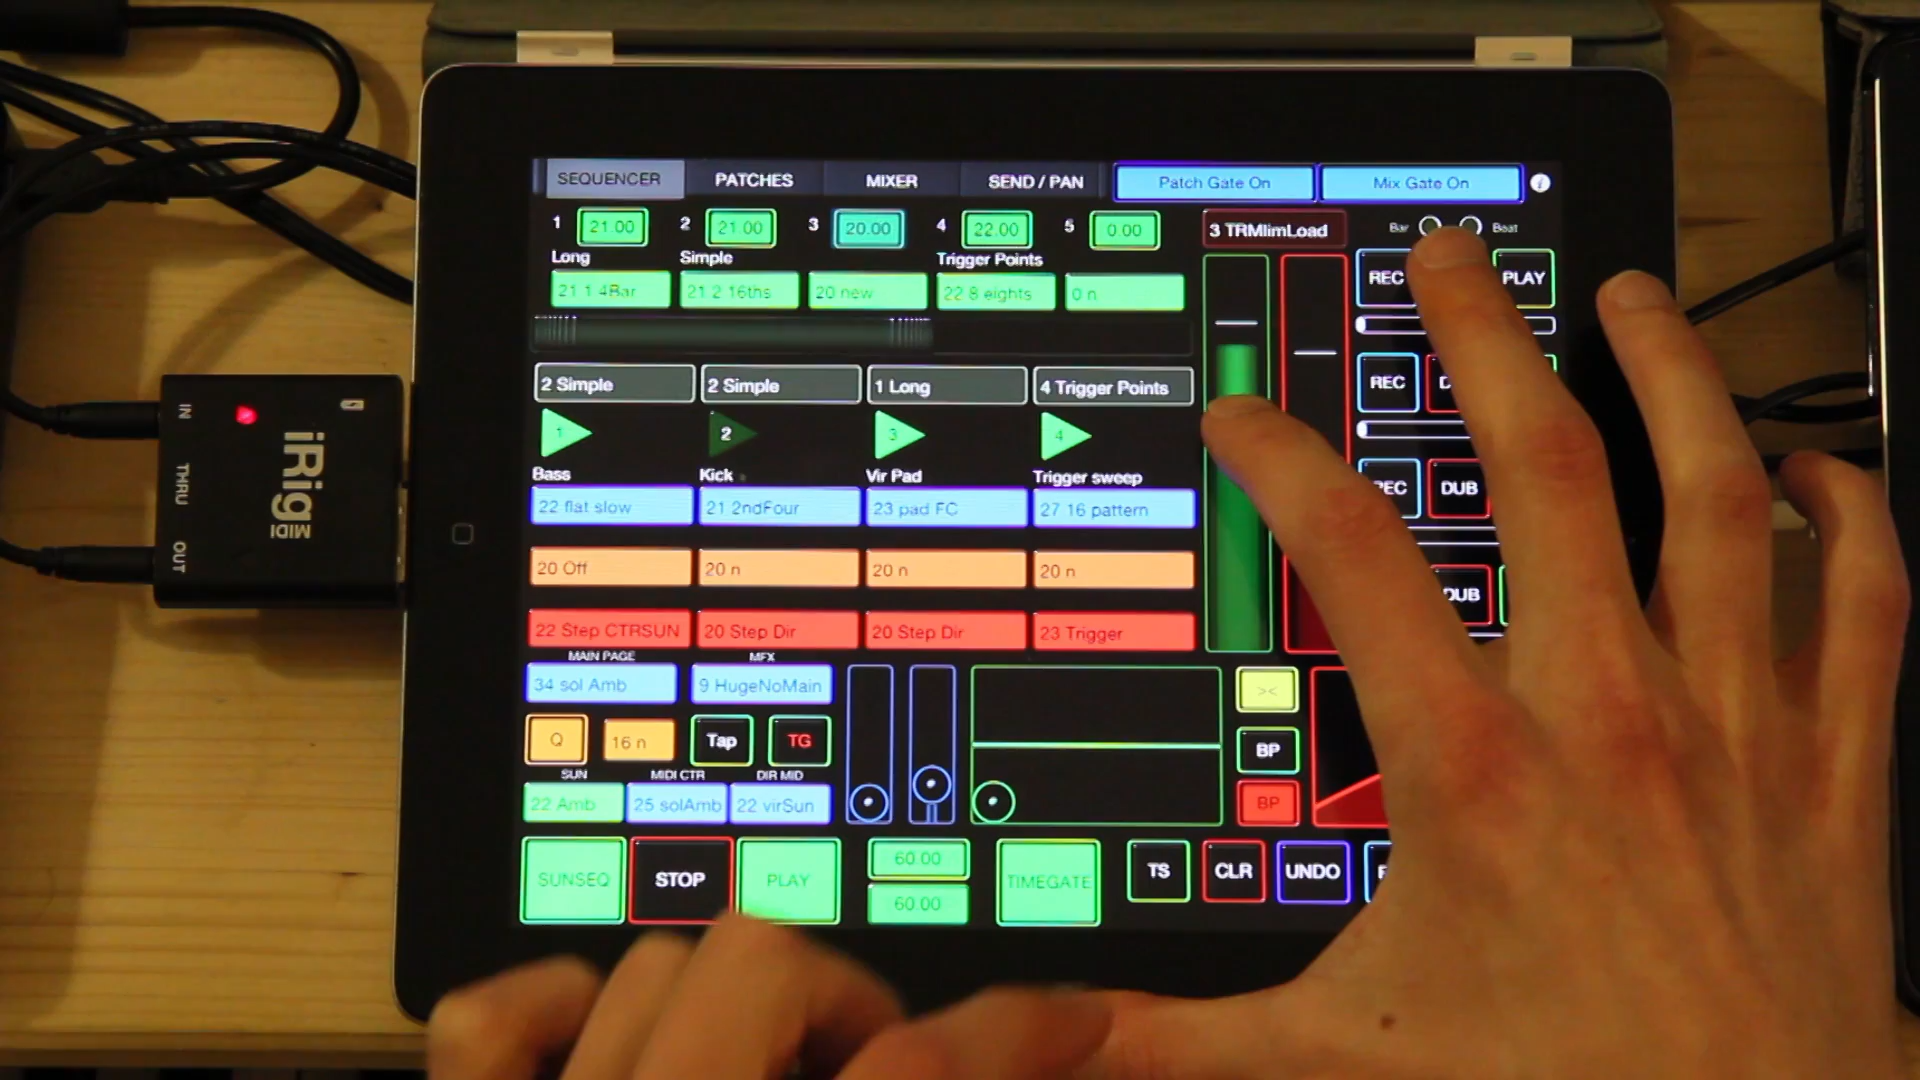 SEQUENCER PATCHES MIXER SEND / PAN Patch Gate On Mix Gate On i
1 21.00 2 21.00 3 20.00 4 22.00 5 0.00 3 TRMlimLoad Bar Beat
Long Simple Trigger Points
21 1 4Bar 21 2 16ths 20 new 22 8 eights 0 n REC PLAY
2 Simple 2 Simple 1 Long 4 Trigger Points REC
1 2 3 4
Bass Kick Vir Pad Trigger sweep
22 flat slow 21 2ndFour 23 pad FC 27 16 pattern DUB
20 Off 20 n 20 n 20 n
22 Step CTRSUN 20 Step Dir 20 Step Dir 23 Trigger
MAIN PAGE MFX
34 sol Amb 9 HugeNoMain ><
Q 16 n Tap TG BP
SUN MIDI CTR DIR MID
22 Amb 25 solAmb 22 virSun BP
SUNSEQ STOP PLAY 60.00 TIMEGATE TS CLR UNDO
60.00
IN THRU OUT
iRig MIDI